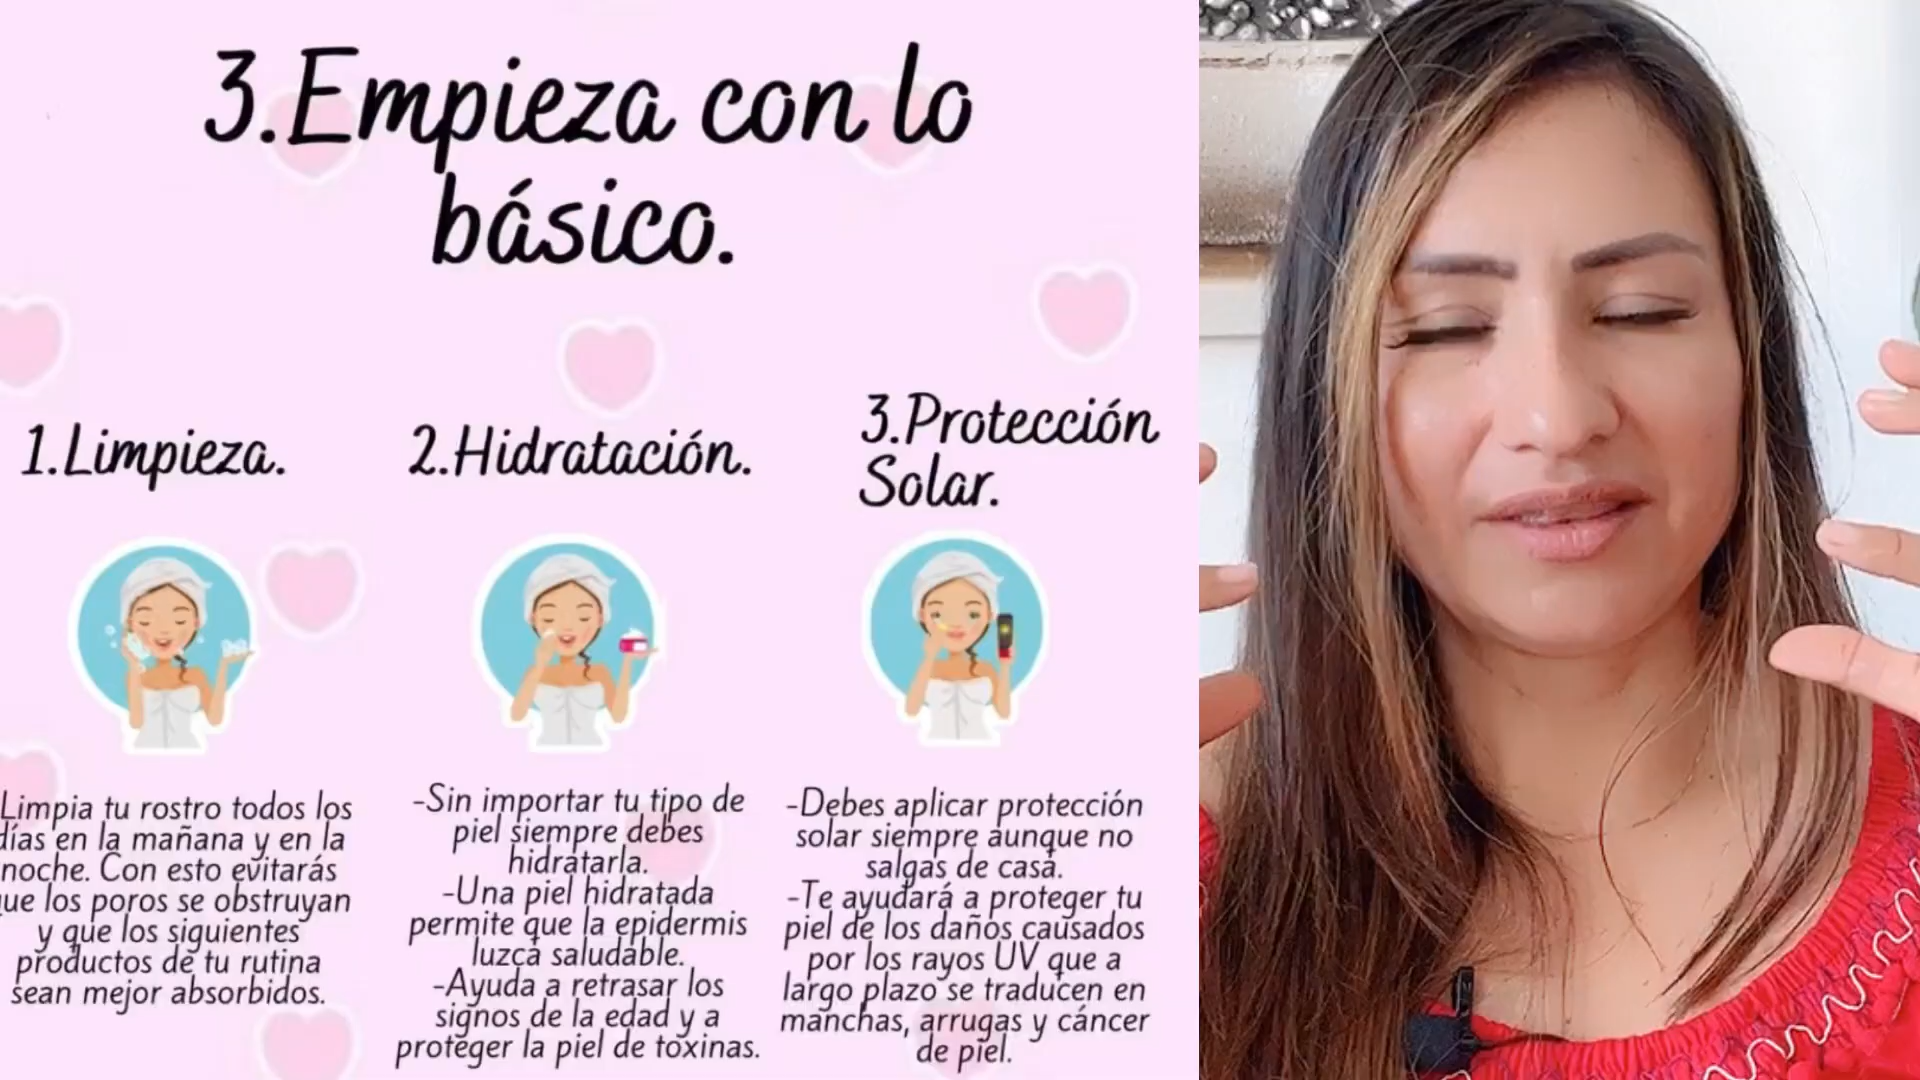 3.Empieza con lo
básico.
1.Limpieza.
Limpia tu rostro todos los
días en la mañana y en la
noche. Con esto evitarás
que los poros se obstruyan
y que los siguientes
productos de tu rutina
sean mejor absorbidos.
2.Hidratación.
-Sin importar tu tipo de
piel siempre debes
hidratarla.
-Una piel hidratada
permite que la epidermis
luzca saludable.
-Ayuda a retrasar los
signos de la edad y a
proteger la piel de toxinas.
3.Protección
Solar.
-Debes aplicar protección
solar siempre aunque no
salgas de casa.
-Te ayudará a proteger tu
piel de los daños causados
por los rayos UV que a
largo plazo se traducen en
manchas, arrugas y cáncer
de piel.